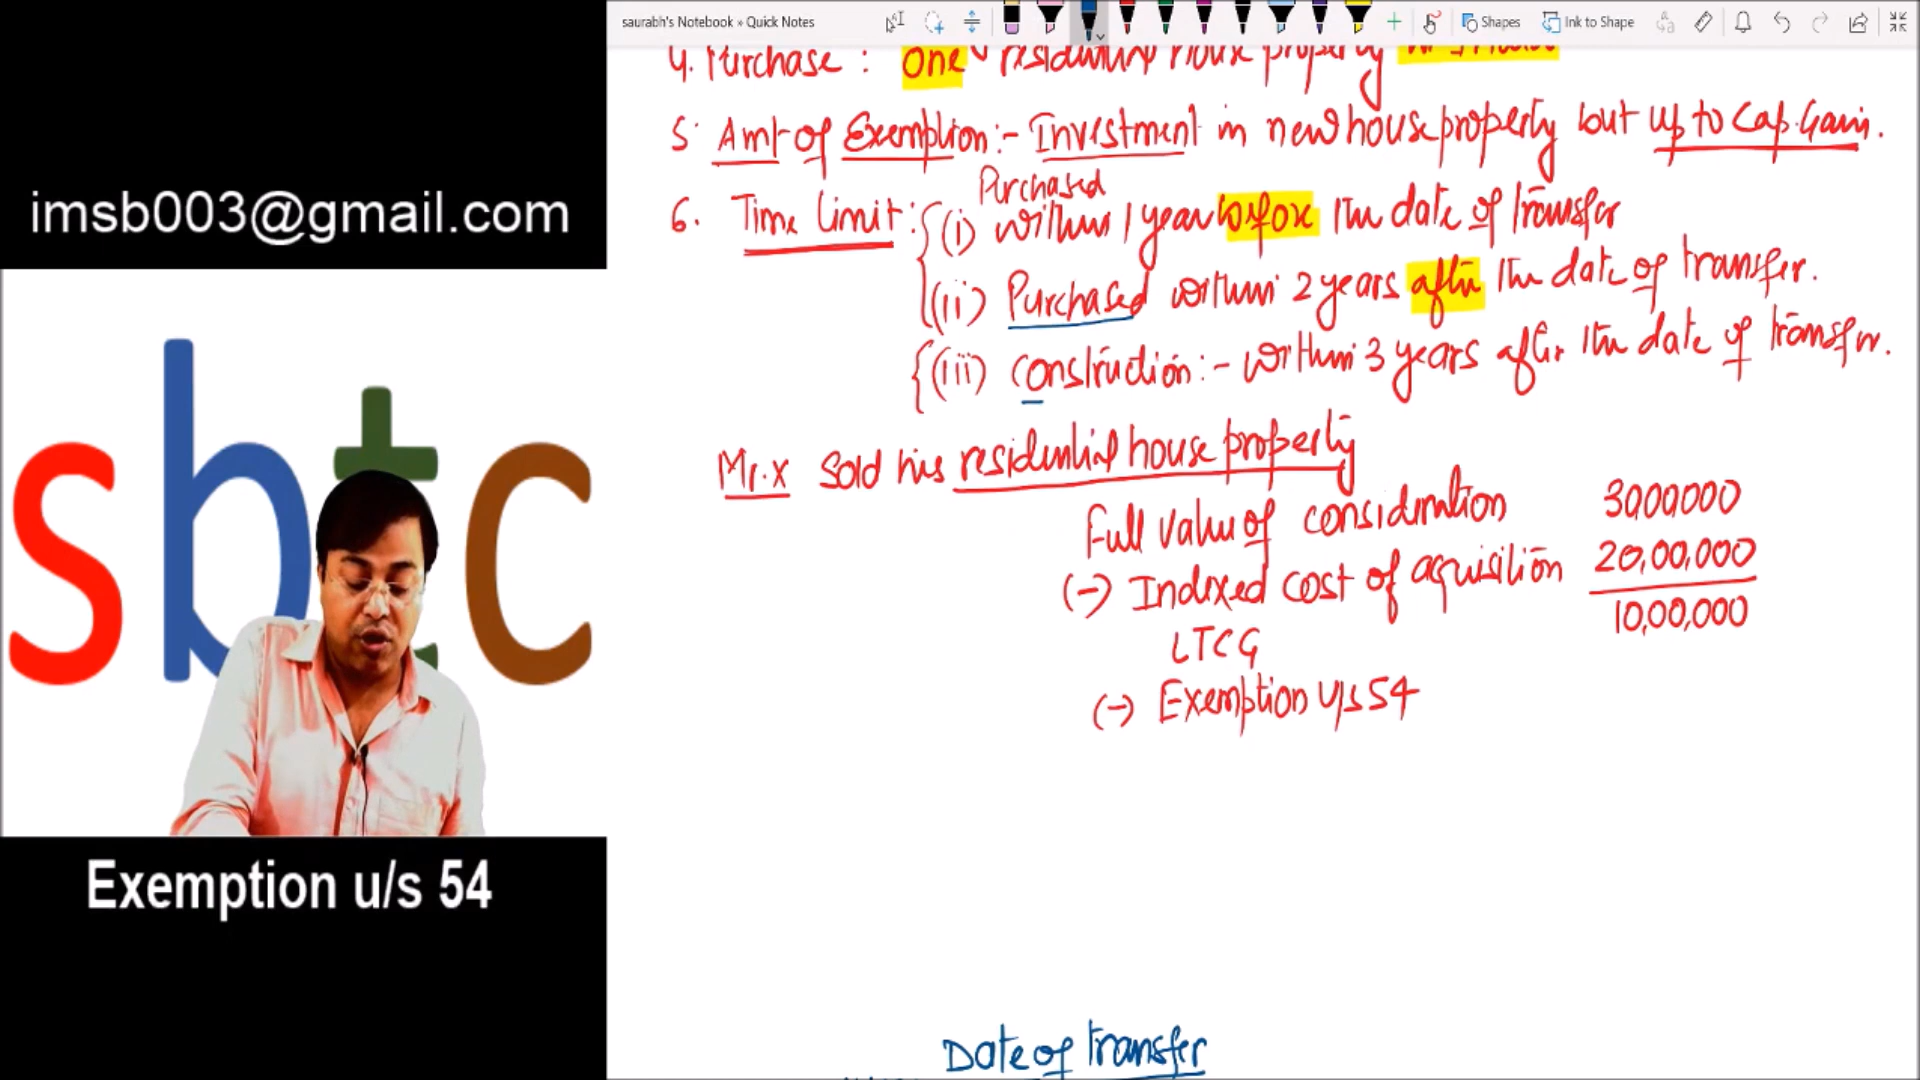 saurabh's Notebook » Quick Notes
Shapes
Ink to Shape
imsb003@gmail.com
sbtc
Exemption u/s 54
4. Purchase : One residential house property
5. Amt of Exemption :- Investment in new house property but up to Cap. Gain.
Purchased
6. Time Limit : (i) within 1 year before the date of transfer
(ii) Purchased within 2 years after the date of transfer.
(iii) Construction :- within 3 years after the date of transfer.
Mr. X sold his residential house property
Full value of consideration 3000000
(-) Indexed cost of acquisition 20,00,000
10,00,000
LTCG
(-) Exemption u/s 54
Date of transfer